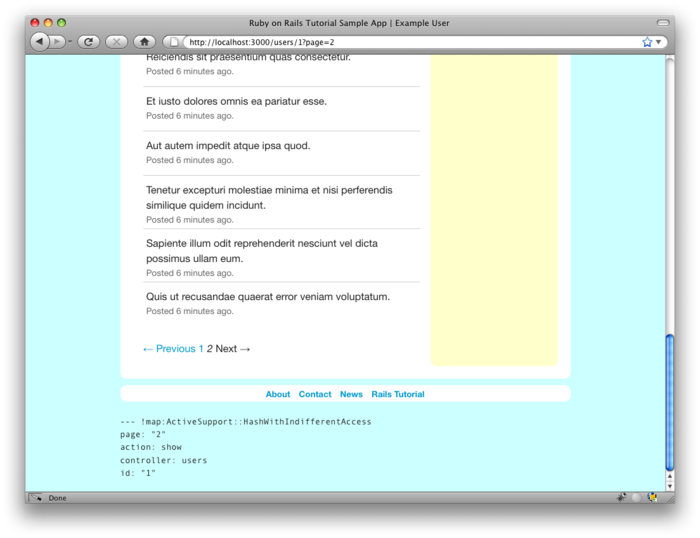 Ruby on Rails Tutorial Sample App | Example User
http://localhost:3000/users/1?page=2
Reiciendis sit praesentium quas consectetur.
Posted 6 minutes ago.
Et iusto dolores omnis ea pariatur esse.
Posted 6 minutes ago.
Aut autem impedit atque ipsa quod.
Posted 6 minutes ago.
Tenetur excepturi molestiae minima et nisi perferendis
similique quidem incidunt.
Posted 6 minutes ago.
Sapiente illum odit reprehenderit nesciunt vel dicta
possimus ullam eum.
Posted 6 minutes ago.
Quis ut recusandae quaerat error veniam voluptatum.
Posted 6 minutes ago.
← Previous 1 2 Next →
About Contact News Rails Tutorial
--- !map:ActiveSupport::HashWithIndifferentAccess
page: "2"
action: show
controller: users
id: "1"
Done